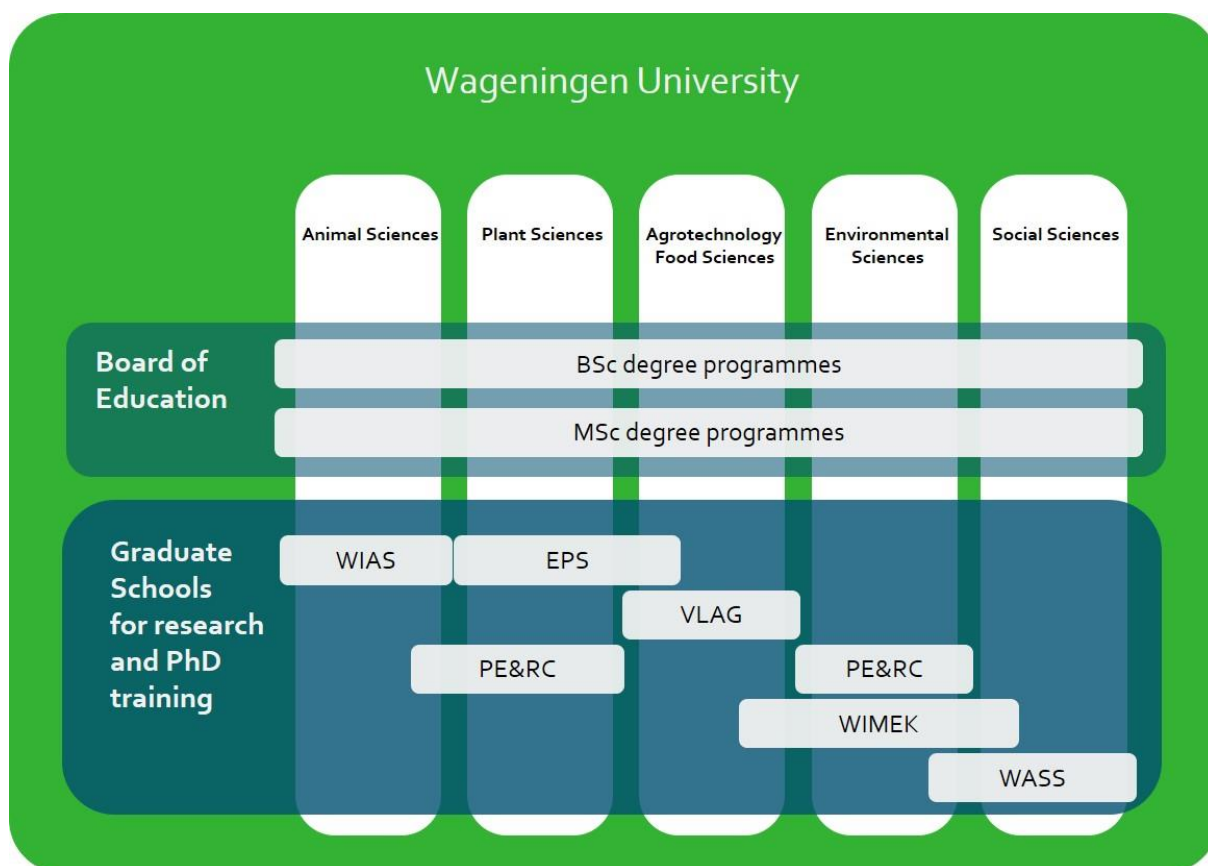 Wageningen University
Animal Sciences
Plant Sciences
Agrotechnology
Food Sciences
Environmental
Sciences
Social Sciences
Board of
Education
BSc degree programmes
MSc degree programmes
Graduate
Schools
for research
and PhD
training
WIAS
EPS
VLAG
PE&RC
PE&RC
WIMEK
WASS